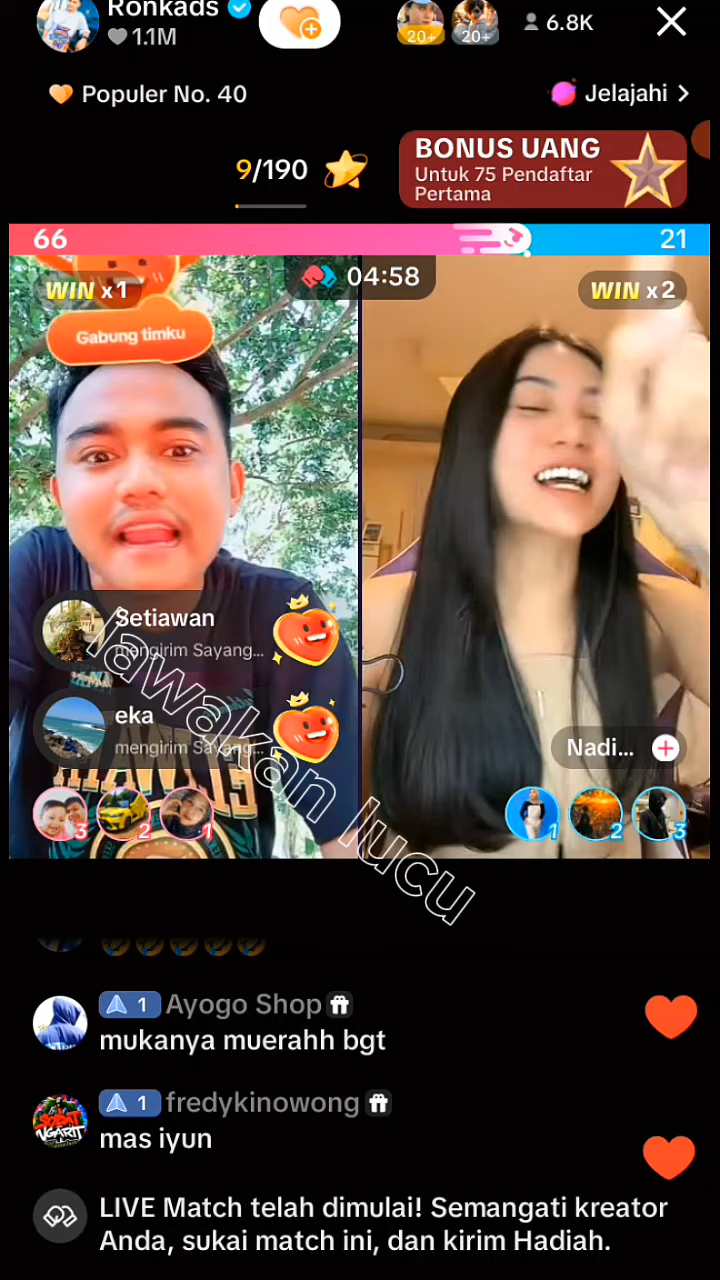 Ronkads
1.1M
20+
20+
6.8K
Populer No. 40
Jelajahi
9/190
BONUS UANG
Untuk 75 Pendaftar
Pertama
66
21
WIN x1
04:58
WIN x2
Gabung timku
Setiawan
mengirim Sayang...
eka
mengirim Sayang...
lawakan lucu
Nadi...
3
2
1
1
2
3
1 Ayogo Shop
mukanya muerahh bgt
1 fredykinowong
SOBAT
NGARIT
mas iyun
LIVE Match telah dimulai! Semangati kreator
Anda, sukai match ini, dan kirim Hadiah.